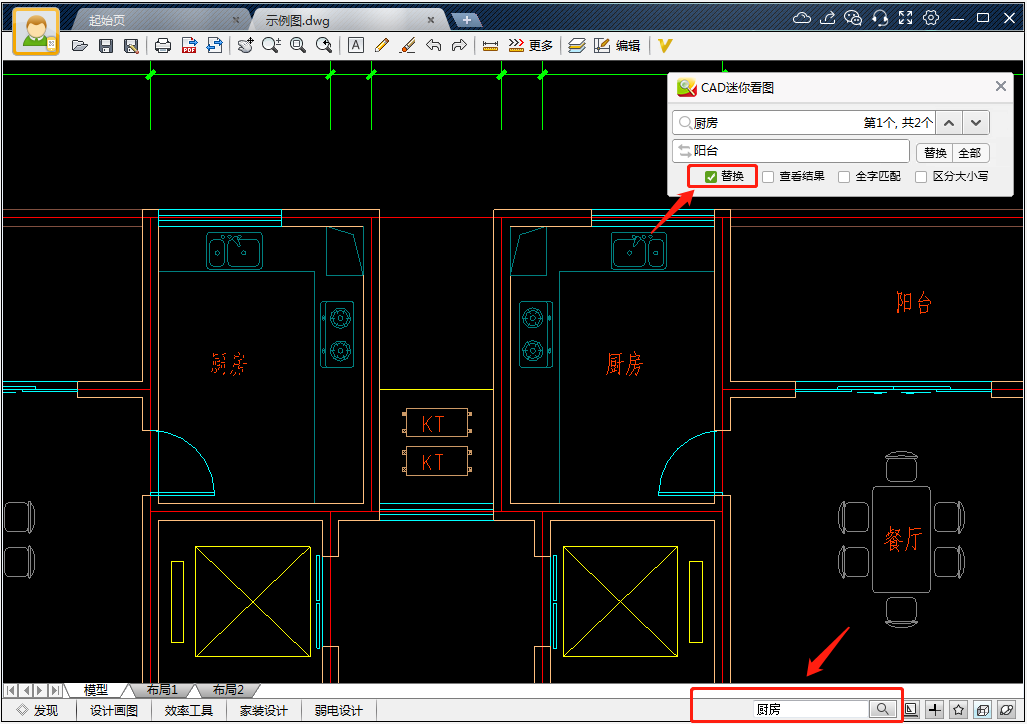 起始页
示例图.dwg
PDF
A
更多
编辑
CAD迷你看图
厨房 第1个, 共2个
阳台 替换 全部
替换 查看结果 全字匹配 区分大小写
阳台
厨房
厨房
KT
KT
餐厅
模型 布局1 布局2
厨房
发现 设计画图 效率工具 家装设计 弱电设计